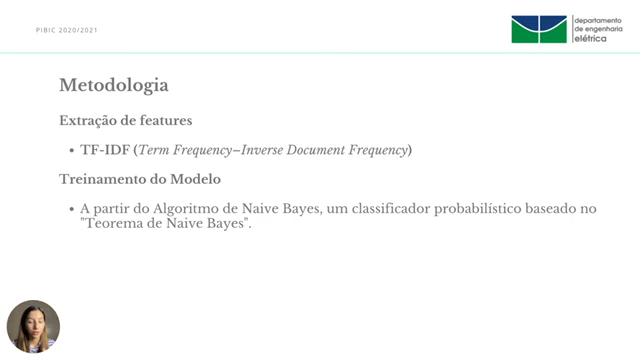 PIBIC 2020/2021
departamento
de engenharia
elétrica
Metodologia
Extração de features
• TF-IDF (Term Frequency–Inverse Document Frequency)
Treinamento do Modelo
• A partir do Algoritmo de Naive Bayes, um classificador probabilístico baseado no
"Teorema de Naive Bayes".